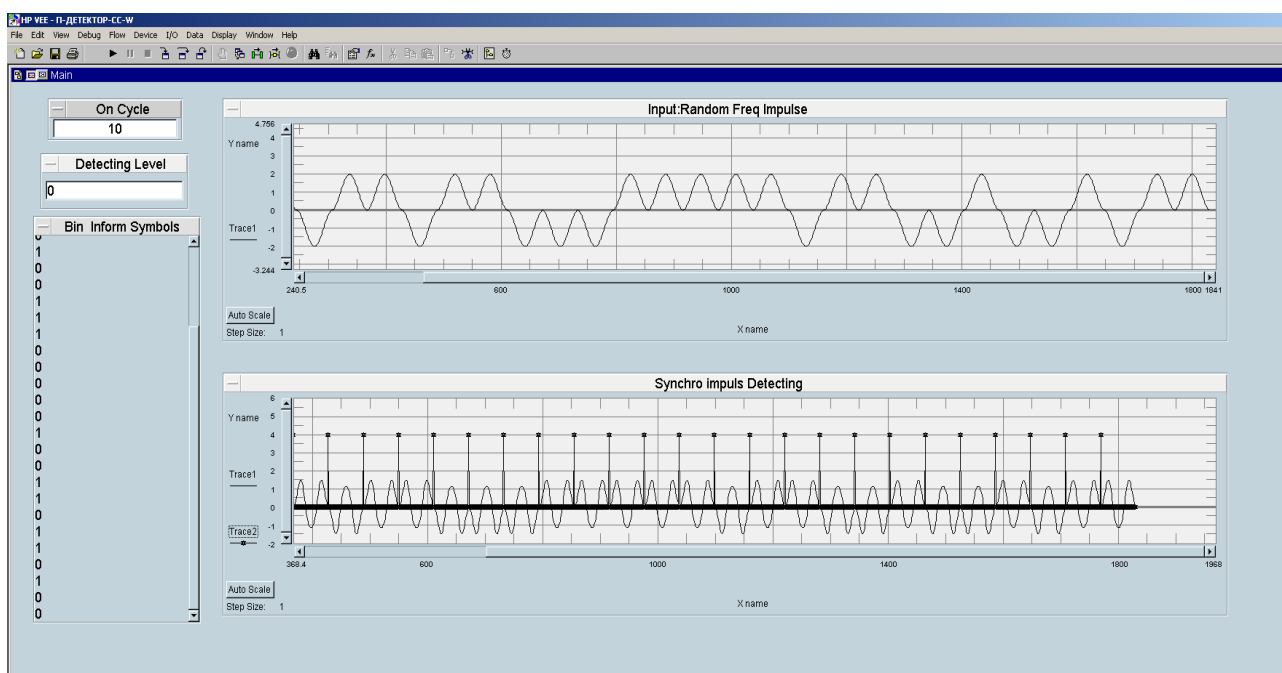 HP VEE - П-ДЕТЕКТОР-CC-W
File Edit View Debug Flow Device I/O Data Display Window Help
Main
On Cycle
10
Detecting Level
0
Bin Inform Symbols
0
1
0
0
1
1
1
0
0
0
0
0
1
0
0
1
1
0
1
1
0
1
0
0
Input:Random Freq Impulse
4.756
Y name
4
3
2
1
0
Trace1
-1
-2
-3.244
240.5 600 1000 1400 1800 1841
Auto Scale
Step Size: 1
X name
Synchro impuls Detecting
6
Y name
5
4
3
2
Trace1
1
0
-1
Trace2
-2
368.4 600 1000 1400 1800 1968
Auto Scale
Step Size: 1
X name